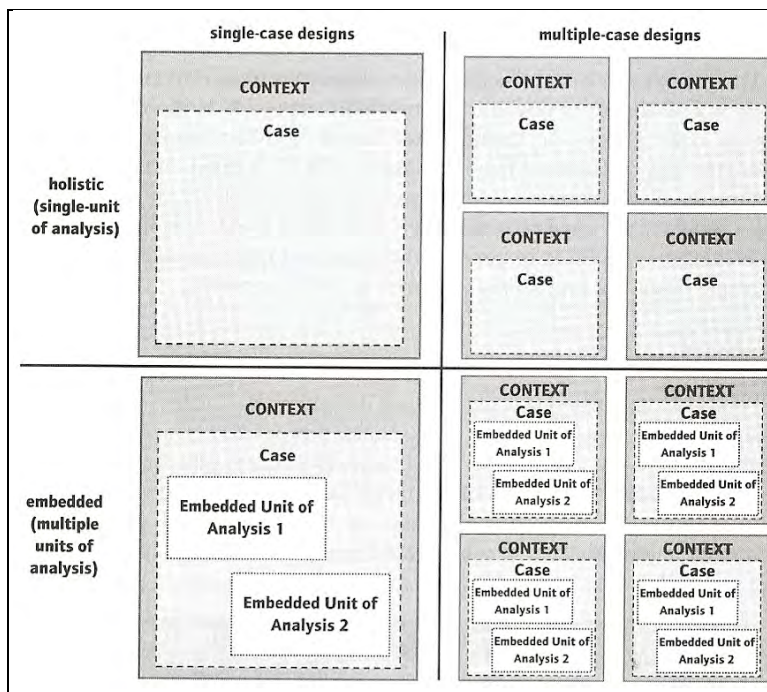 single-case designs
multiple-case designs
holistic
(single-unit
of analysis)
CONTEXT
Case
CONTEXT
Case
CONTEXT
Case
CONTEXT
Case
CONTEXT
Case
embedded
(multiple
units of
analysis)
CONTEXT
Case
Embedded Unit of
Analysis 1
Embedded Unit of
Analysis 2
CONTEXT
Case
Embedded Unit of
Analysis 1
Embedded Unit of
Analysis 2
CONTEXT
Case
Embedded Unit of
Analysis 1
Embedded Unit of
Analysis 2
CONTEXT
Case
Embedded Unit of
Analysis 1
Embedded Unit of
Analysis 2
CONTEXT
Case
Embedded Unit of
Analysis 1
Embedded Unit of
Analysis 2